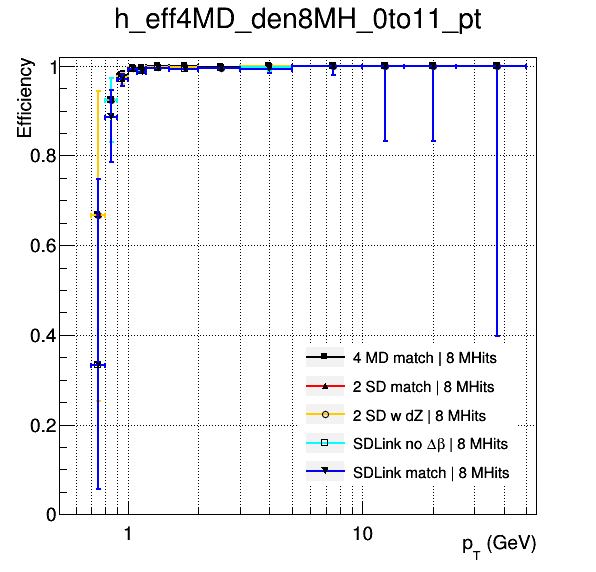 h_eff4MD_den8MH_0to11_pt
Efficiency
1
0.8
0.6
0.4
0.2
0
4 MD match | 8 MHits
2 SD match | 8 MHits
2 SD w dZ | 8 MHits
SDLink no Δβ | 8 MHits
SDLink match | 8 MHits
1
10
p_T (GeV)